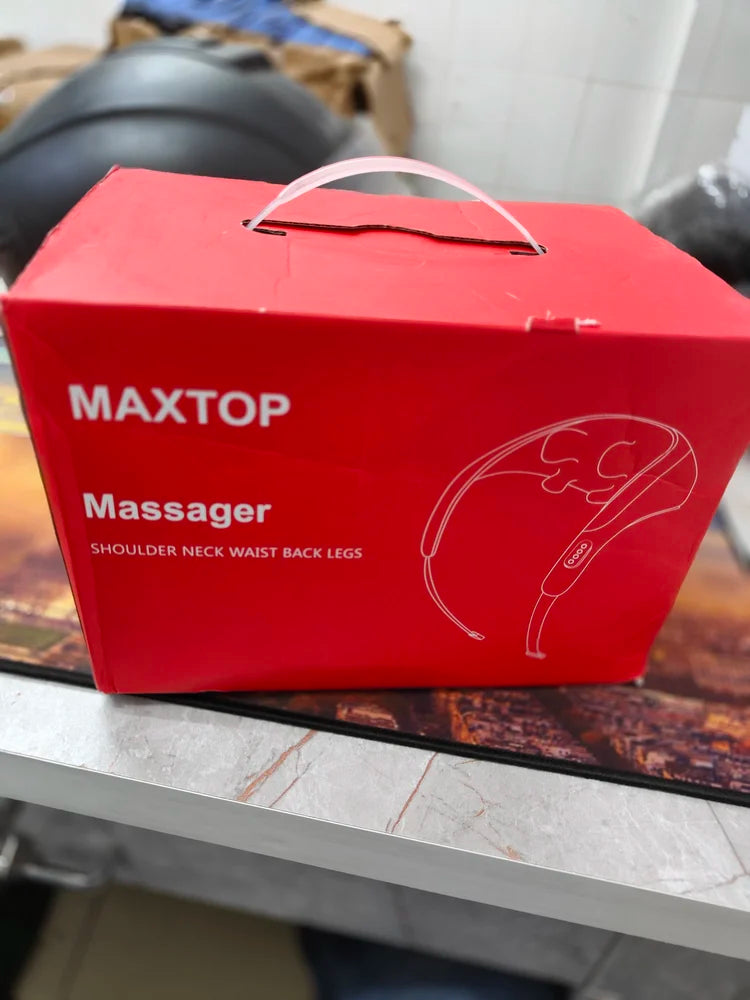 MAXTOP
Massager
SHOULDER NECK WAIST BACK LEGS